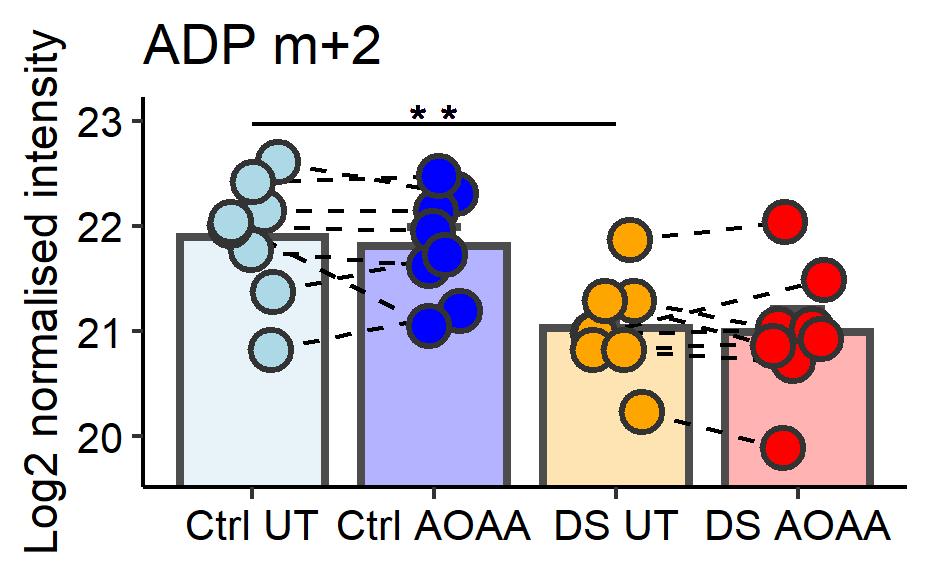 ADP m+2
Log2 normalised intensity
23
22
21
20
* *
Ctrl UT
Ctrl AOAA
DS UT
DS AOAA